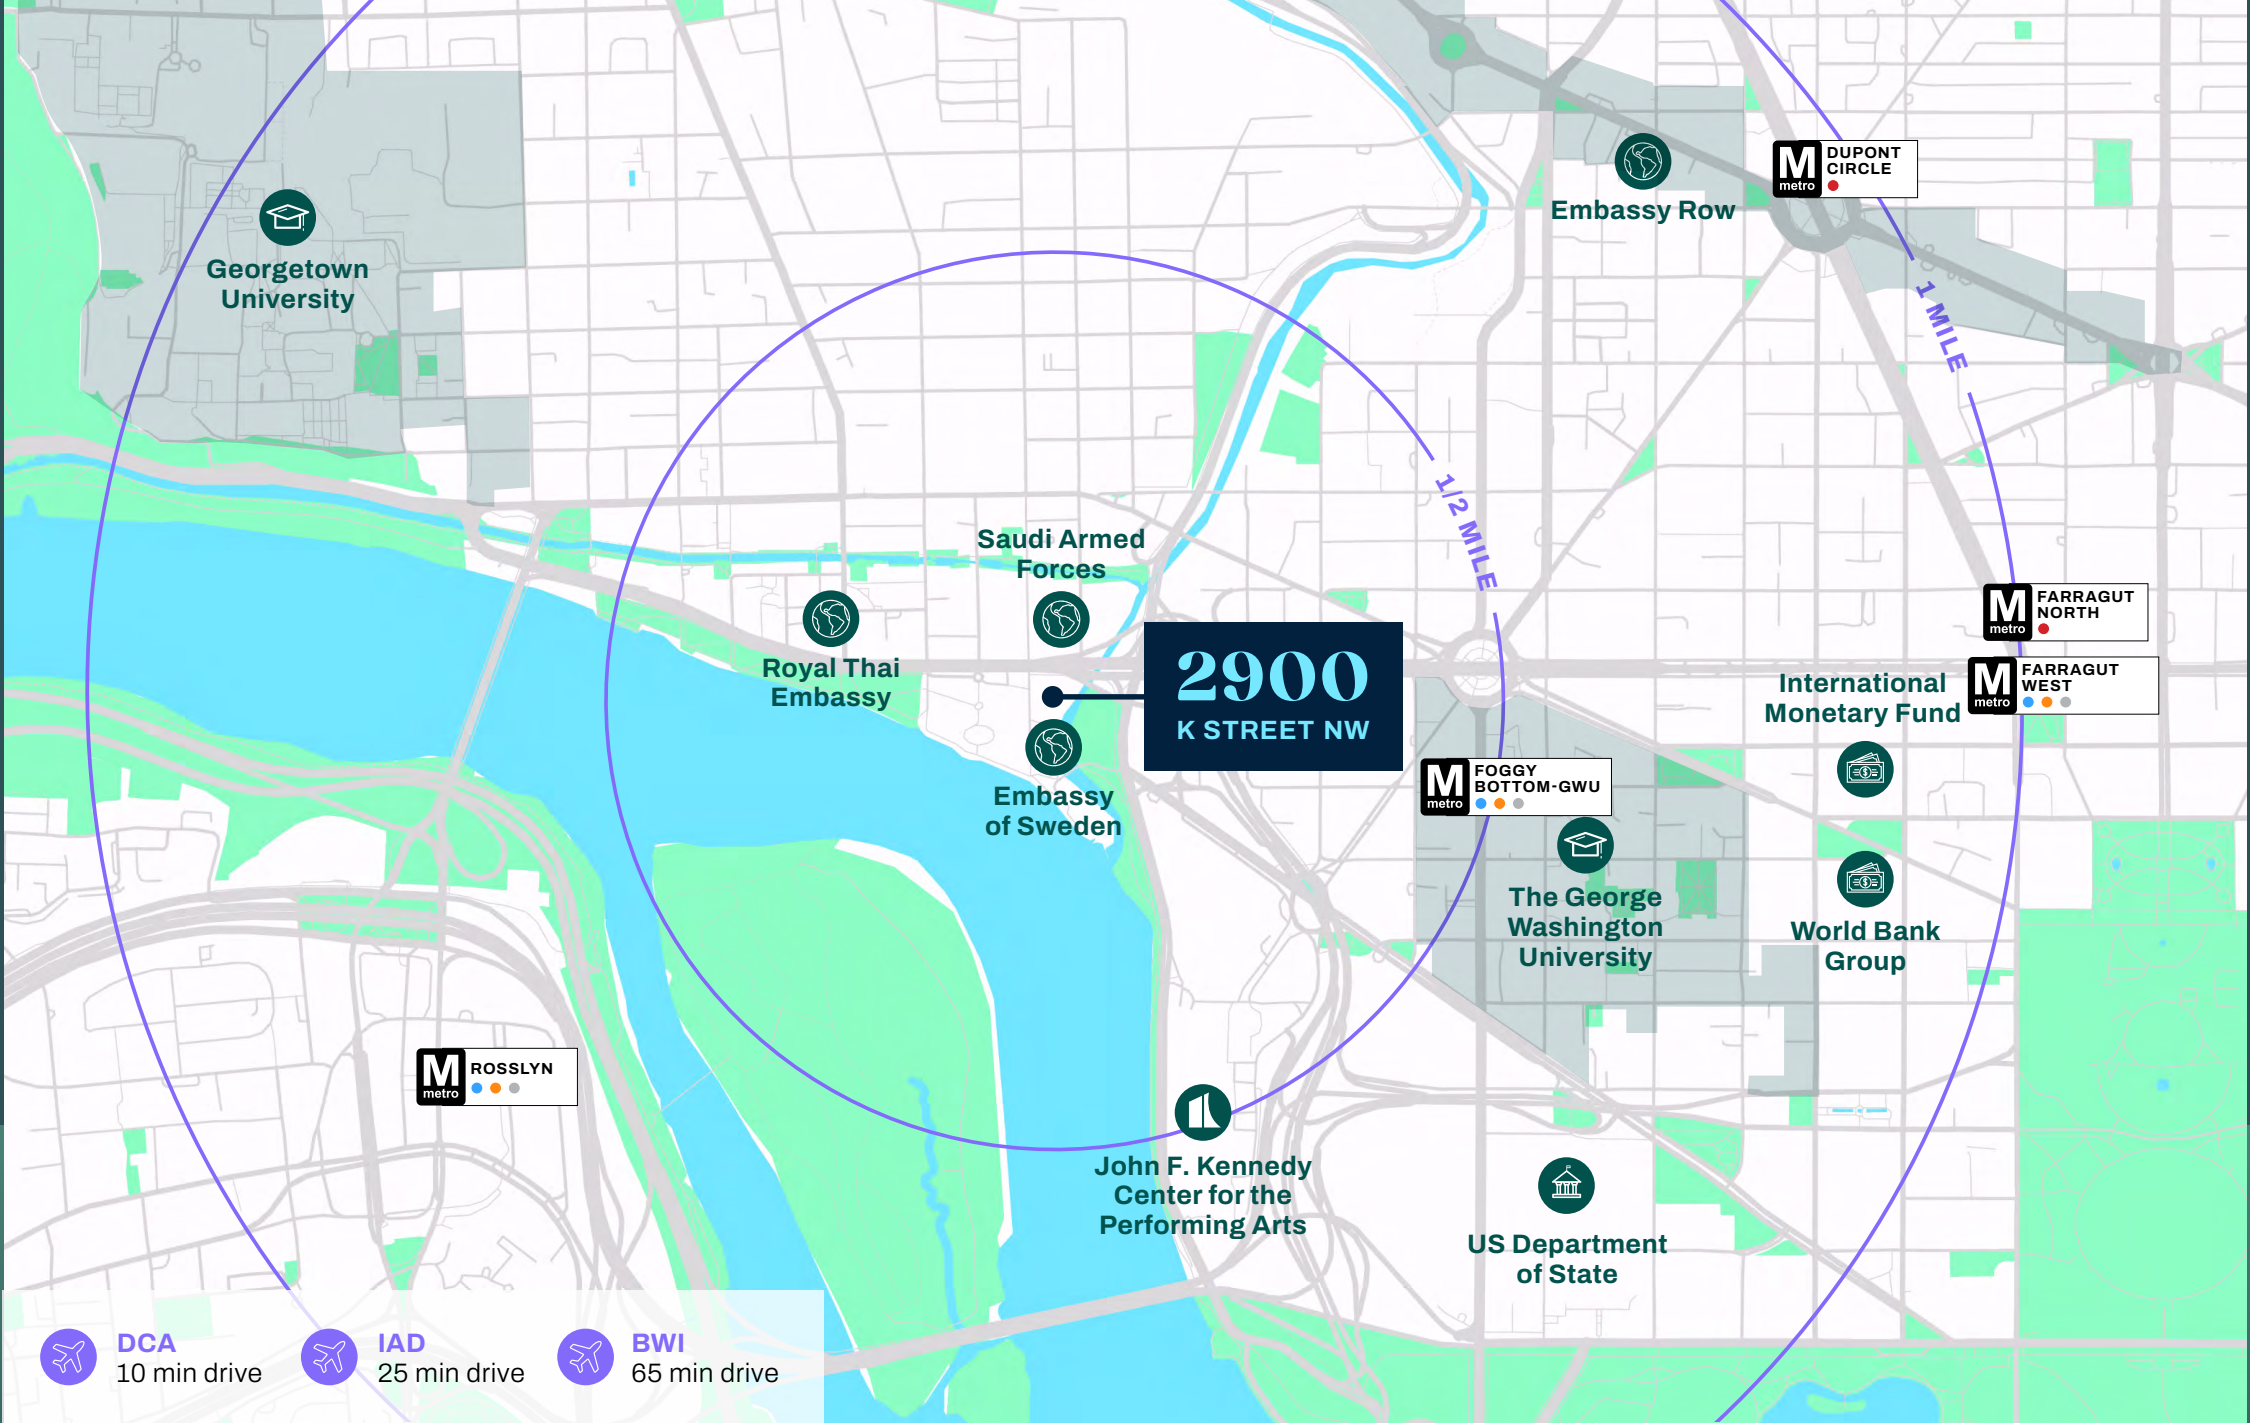 M
metro
DUPONT
CIRCLE
Embassy Row
Georgetown
University
1 MILE
1/2 MILE
Saudi Armed
Forces
M
metro
FARRAGUT
NORTH
Royal Thai
Embassy
2900
K STREET NW
International
Monetary Fund
M
metro
FARRAGUT
WEST
M
metro
FOGGY
BOTTOM-GWU
Embassy
of Sweden
The George
Washington
University
World Bank
Group
M
metro
ROSSLYN
John F. Kennedy
Center for the
Performing Arts
US Department
of State
DCA
10 min drive
IAD
25 min drive
BWI
65 min drive